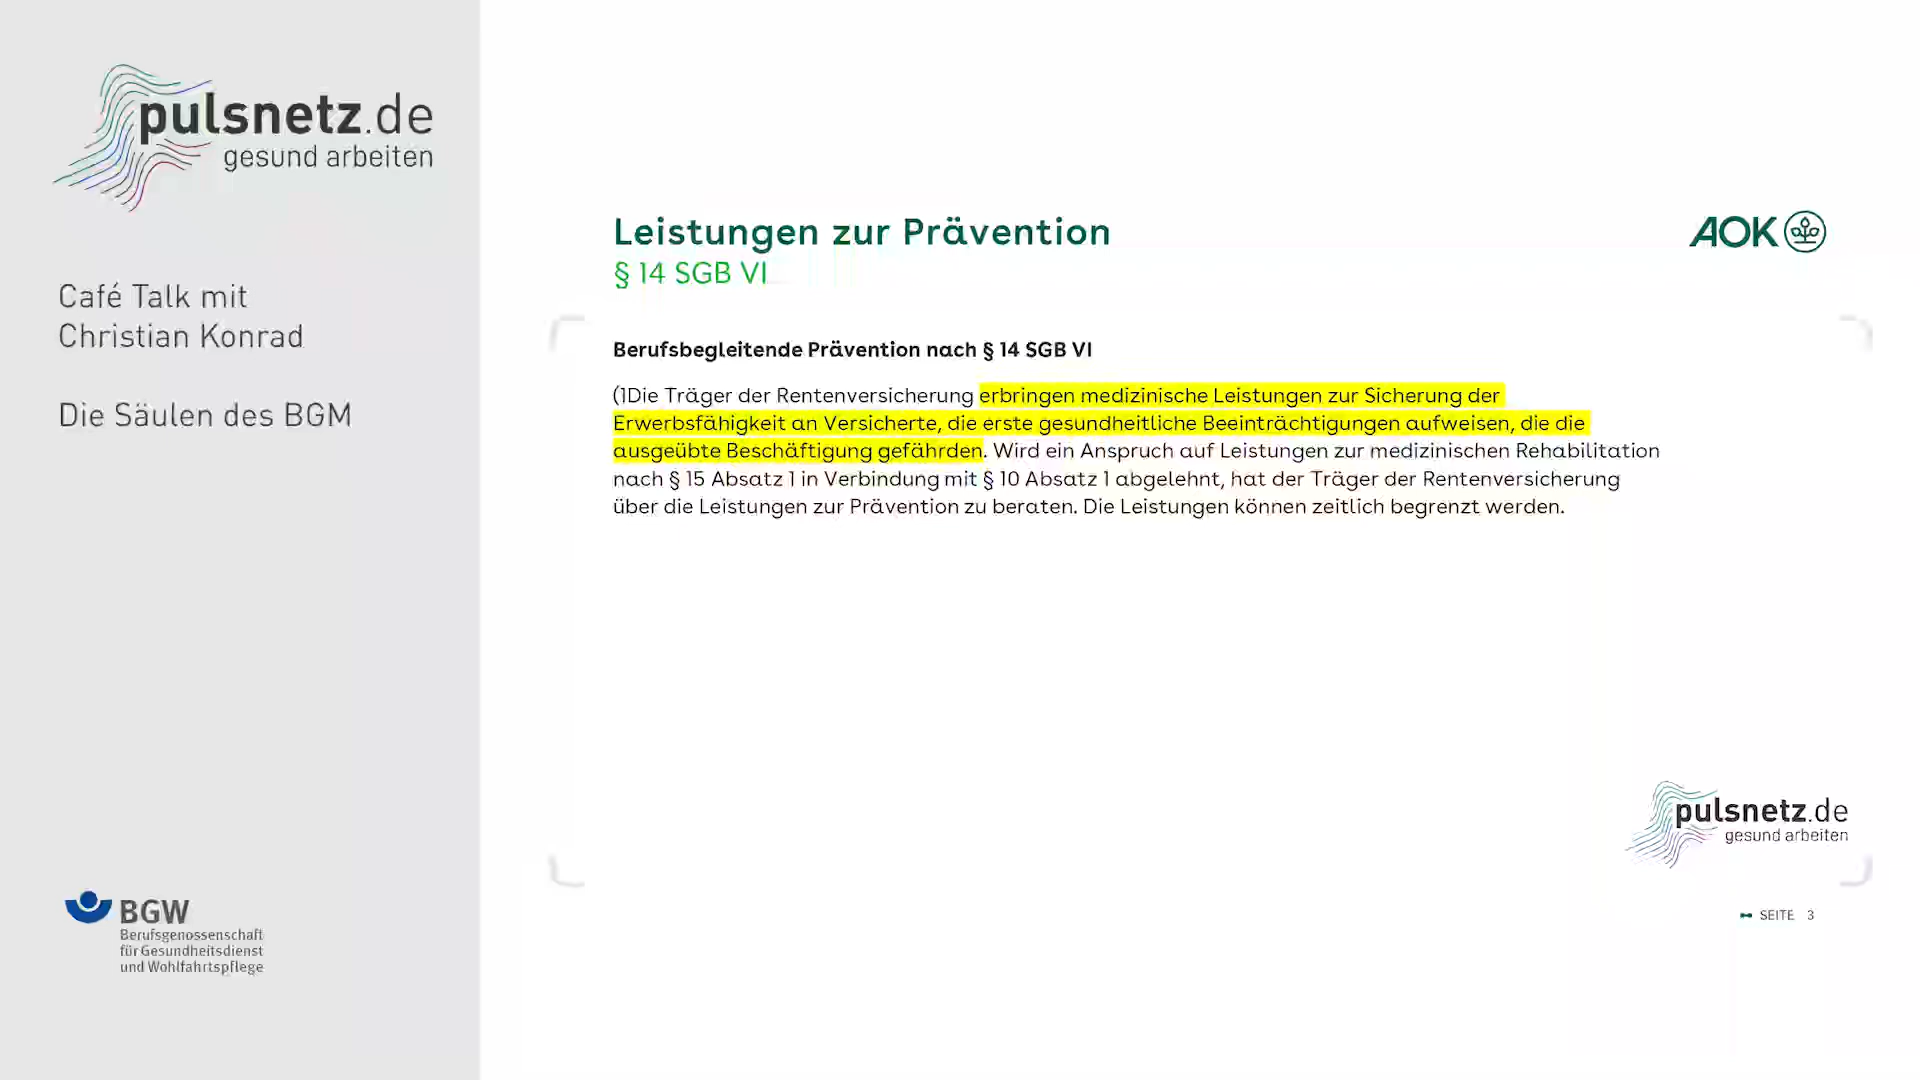 pulsnetz.de
gesund arbeiten
Café Talk mit
Christian Konrad
Die Säulen des BGM
BGW
Berufsgenossenschaft
für Gesundheitsdienst
und Wohlfahrtspflege
Leistungen zur Prävention
§ 14 SGB VI
AOK
Berufsbegleitende Prävention nach § 14 SGB VI
(1Die Träger der Rentenversicherung erbringen medizinische Leistungen zur Sicherung der
Erwerbsfähigkeit an Versicherte, die erste gesundheitliche Beeinträchtigungen aufweisen, die die
ausgeübte Beschäftigung gefährden. Wird ein Anspruch auf Leistungen zur medizinischen Rehabilitation
nach § 15 Absatz 1 in Verbindung mit § 10 Absatz 1 abgelehnt, hat der Träger der Rentenversicherung
über die Leistungen zur Prävention zu beraten. Die Leistungen können zeitlich begrenzt werden.
pulsnetz.de
gesund arbeiten
SEITE 3